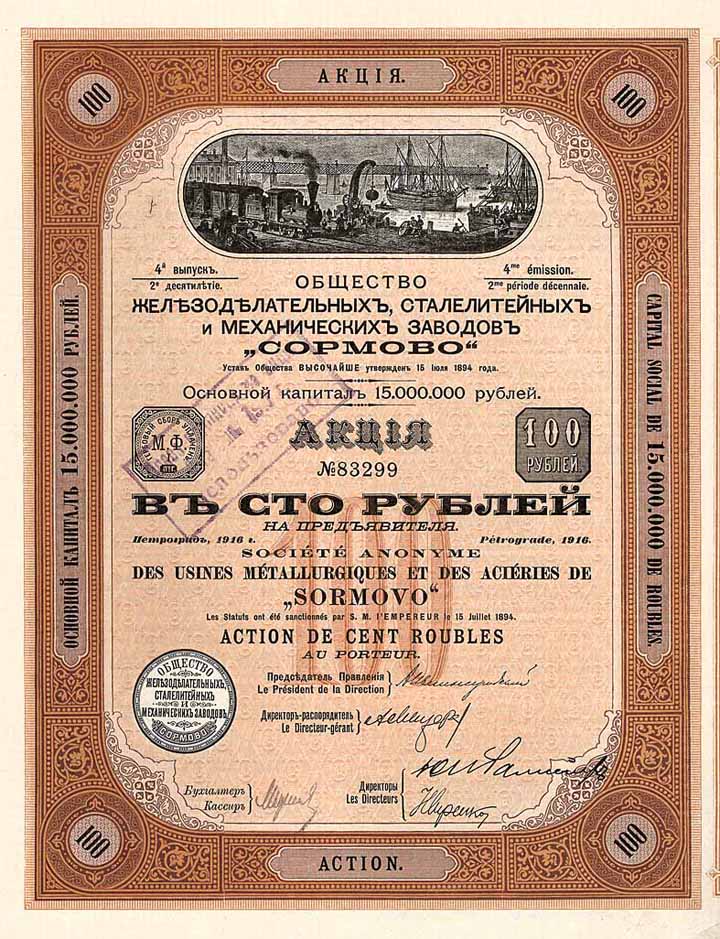 АКЦІЯ.
100
100
4й выпускъ.
2е десятилѣтіе.
4me émission.
2me période décennale.
ОБЩЕСТВО
ЖЕЛѢЗОДѢЛАТЕЛЬНЫХЪ, СТАЛЕЛИТЕЙНЫХЪ
и МЕХАНИЧЕСКИХЪ ЗАВОДОВЪ
„СОРМОВО“
Уставъ Общества ВЫСОЧАЙШЕ утвержденъ 15 Іюля 1894 года.
Основной капиталъ 15.000.000 рублей.
М.Ф.
АКЦІЯ
100
РУБЛЕЙ.
№83299
ВЪ СТО РУБЛЕЙ
НА ПРЕДЪЯВИТЕЛЯ.
Петроградъ, 1916 г.
Pétrograde, 1916.
SOCIÉTÉ ANONYME
DES USINES MÉTALLURGIQUES ET DES ACIÉRIES DE
„SORMOVO“
Les Statuts ont été sanctionnés par S. M. l'EMPEREUR le 15 Juillet 1894.
ACTION DE CENT ROUBLES
AU PORTEUR.
100
ОСНОВНОЙ КАПИТАЛЪ 15.000.000 РУБЛЕЙ.
CAPITAL SOCIAL DE 15.000.000 DE ROUBLES.
Предсѣдатель Правленія
Le Président de la Direction
ОБЩЕСТВО
ЖЕЛѢЗОДѢЛАТЕЛЬНЫХЪ,
СТАЛЕЛИТЕЙНЫХЪ
И
МЕХАНИЧЕСКИХЪ ЗАВОДОВЪ
СОРМОВО
Директоръ-распорядитель
Le Directeur-gérant
Бухгалтеръ
Кассиръ
Директоры
Les Directeurs
100
100
ACTION.